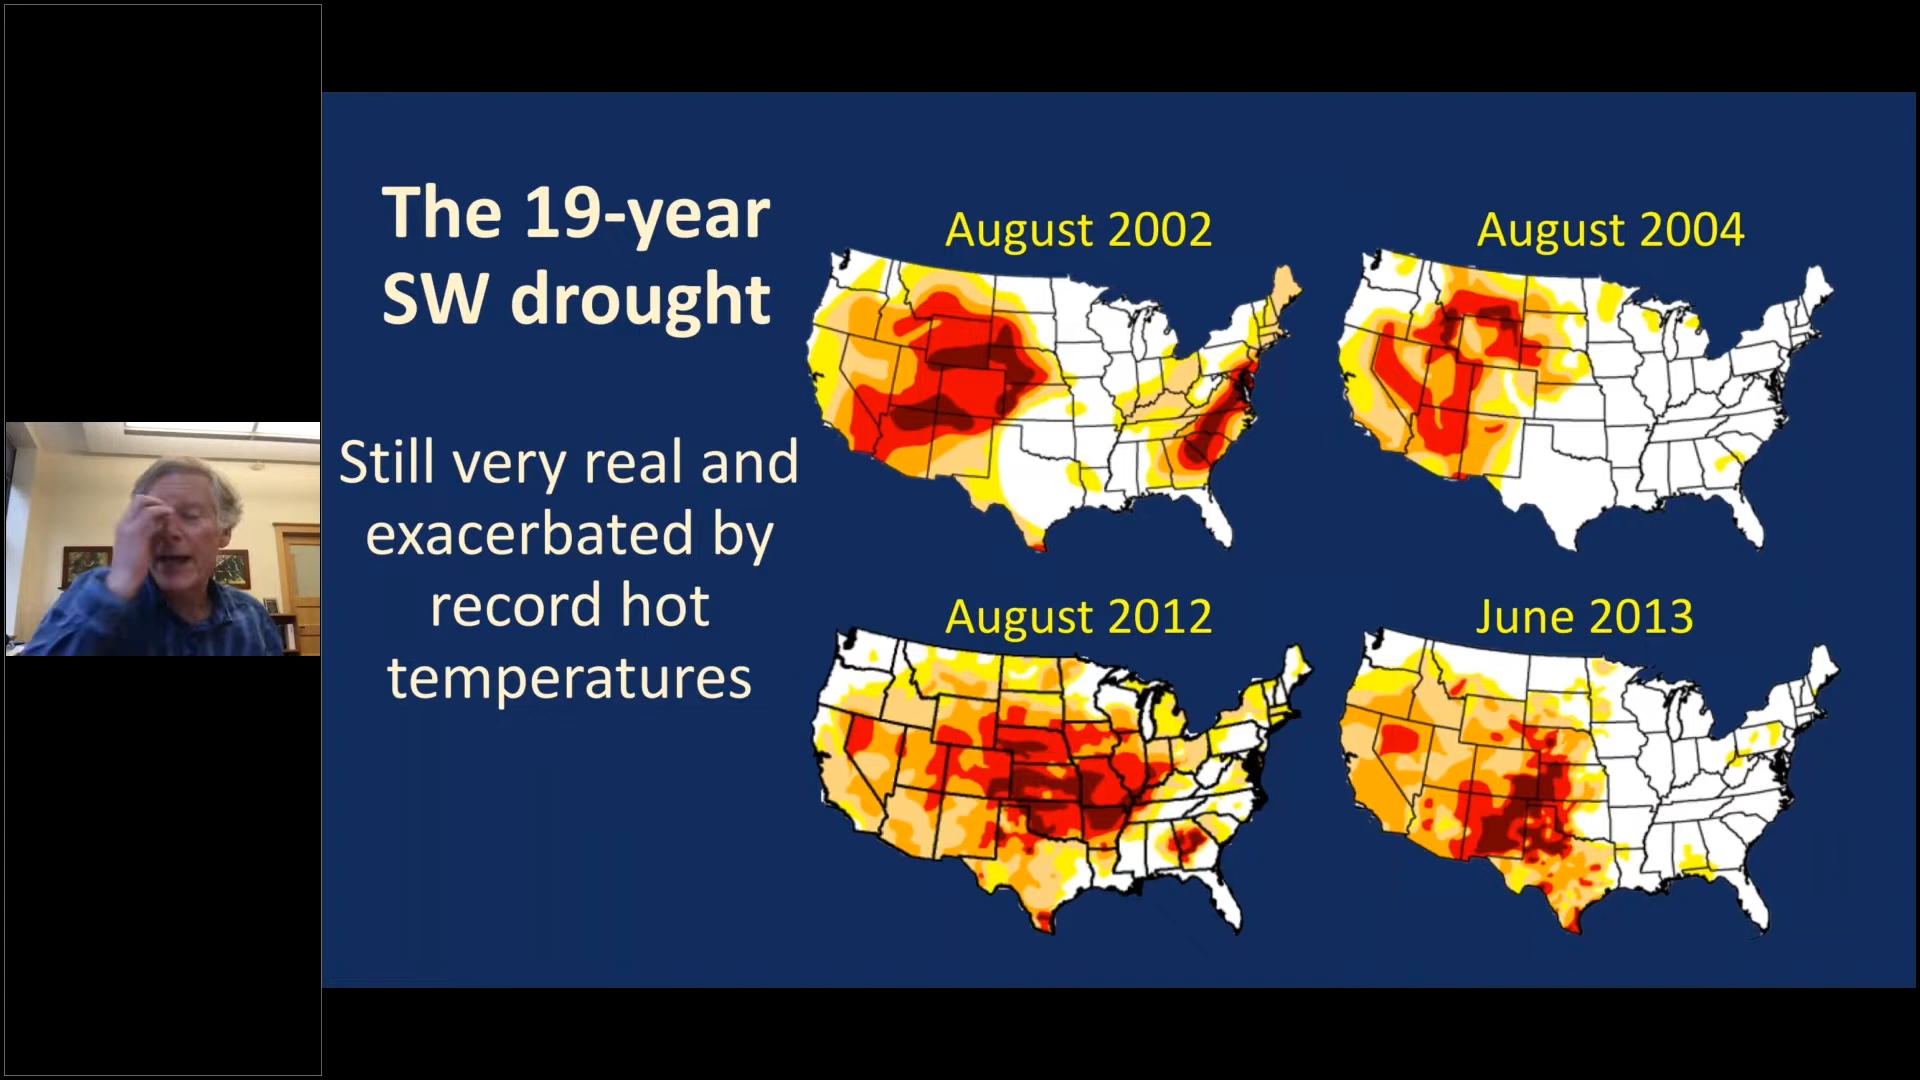 The 19-year
SW drought
Still very real and
exacerbated by
record hot
temperatures
August 2002
August 2004
August 2012
June 2013